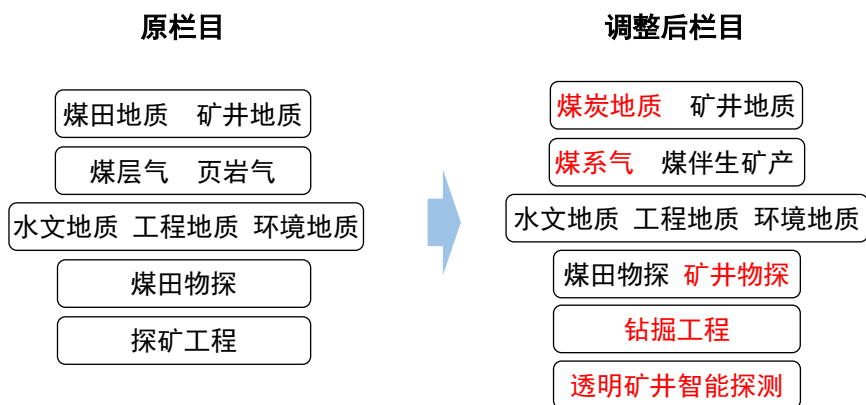 原栏目
煤田地质 矿井地质
煤层气 页岩气
水文地质 工程地质 环境地质
煤田物探
探矿工程
调整后栏目
煤炭地质 矿井地质
煤系气 煤伴生矿产
水文地质 工程地质 环境地质
煤田物探 矿井物探
钻掘工程
透明矿井智能探测